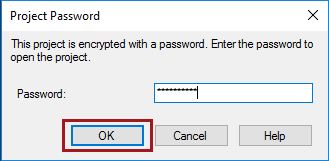 Project Password
This project is encrypted with a password. Enter the password to
open the project.
Password: **********
OK Cancel Help